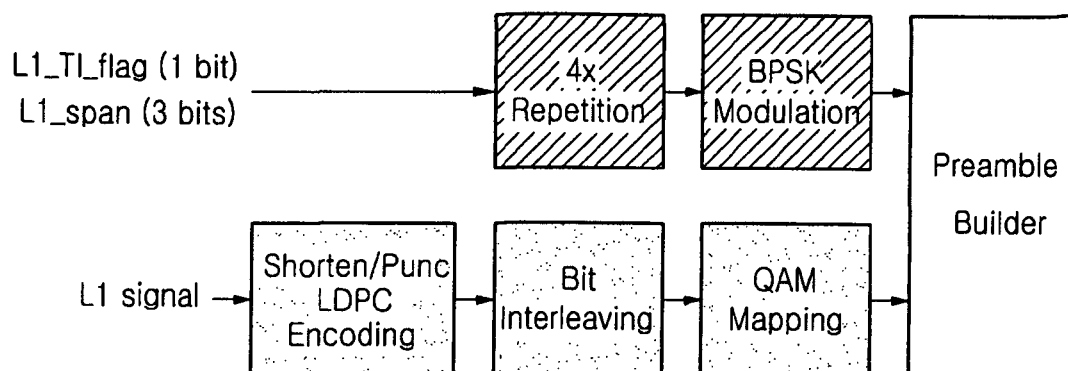 L1_TI_flag (1 bit)
L1_span (3 bits)
4x
Repetition
BPSK
Modulation
Preamble
Builder
L1 signal
Shorten/Punc
LDPC
Encoding
Bit
Interleaving
QAM
Mapping